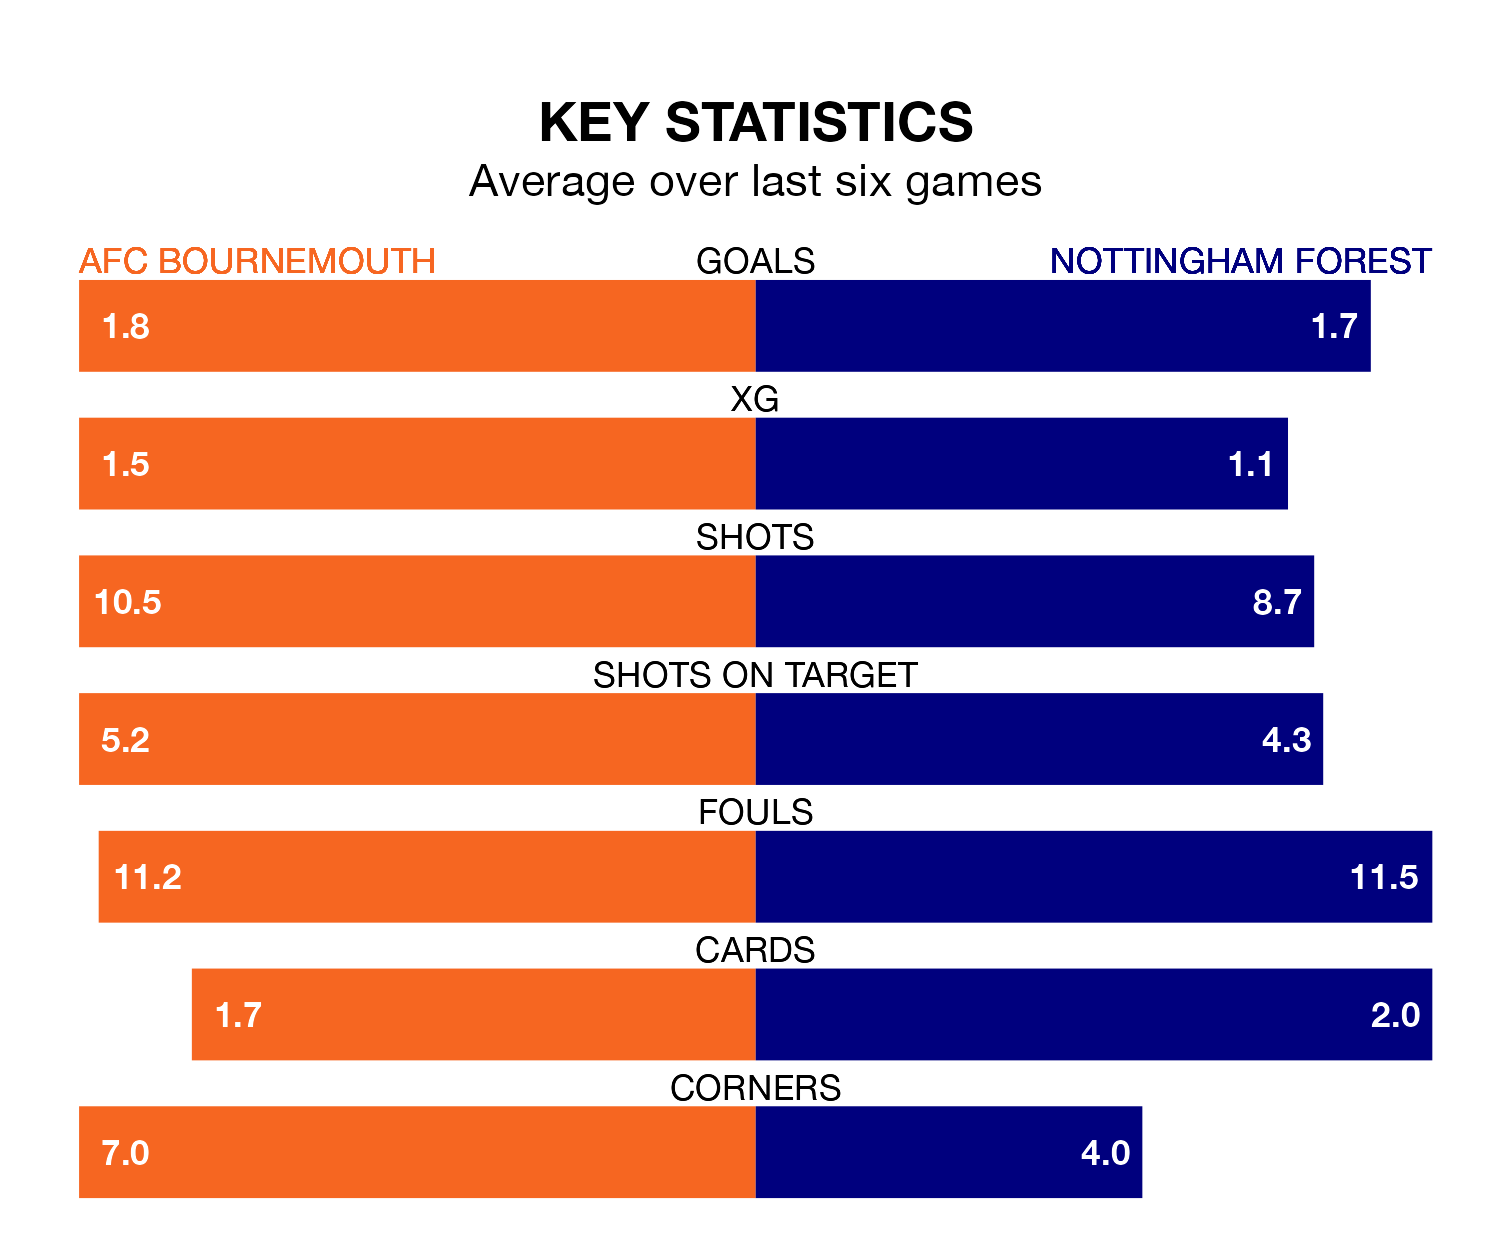 KEY STATISTICS
Average over last six games
AFC BOURNEMOUTH GOALS NOTTINGHAM FOREST
1.8 1.7
XG
1.5 1.1
SHOTS
10.5 8.7
SHOTS ON TARGET
5.2 4.3
FOULS
11.2 11.5
CARDS
1.7 2.0
CORNERS
7.0 4.0